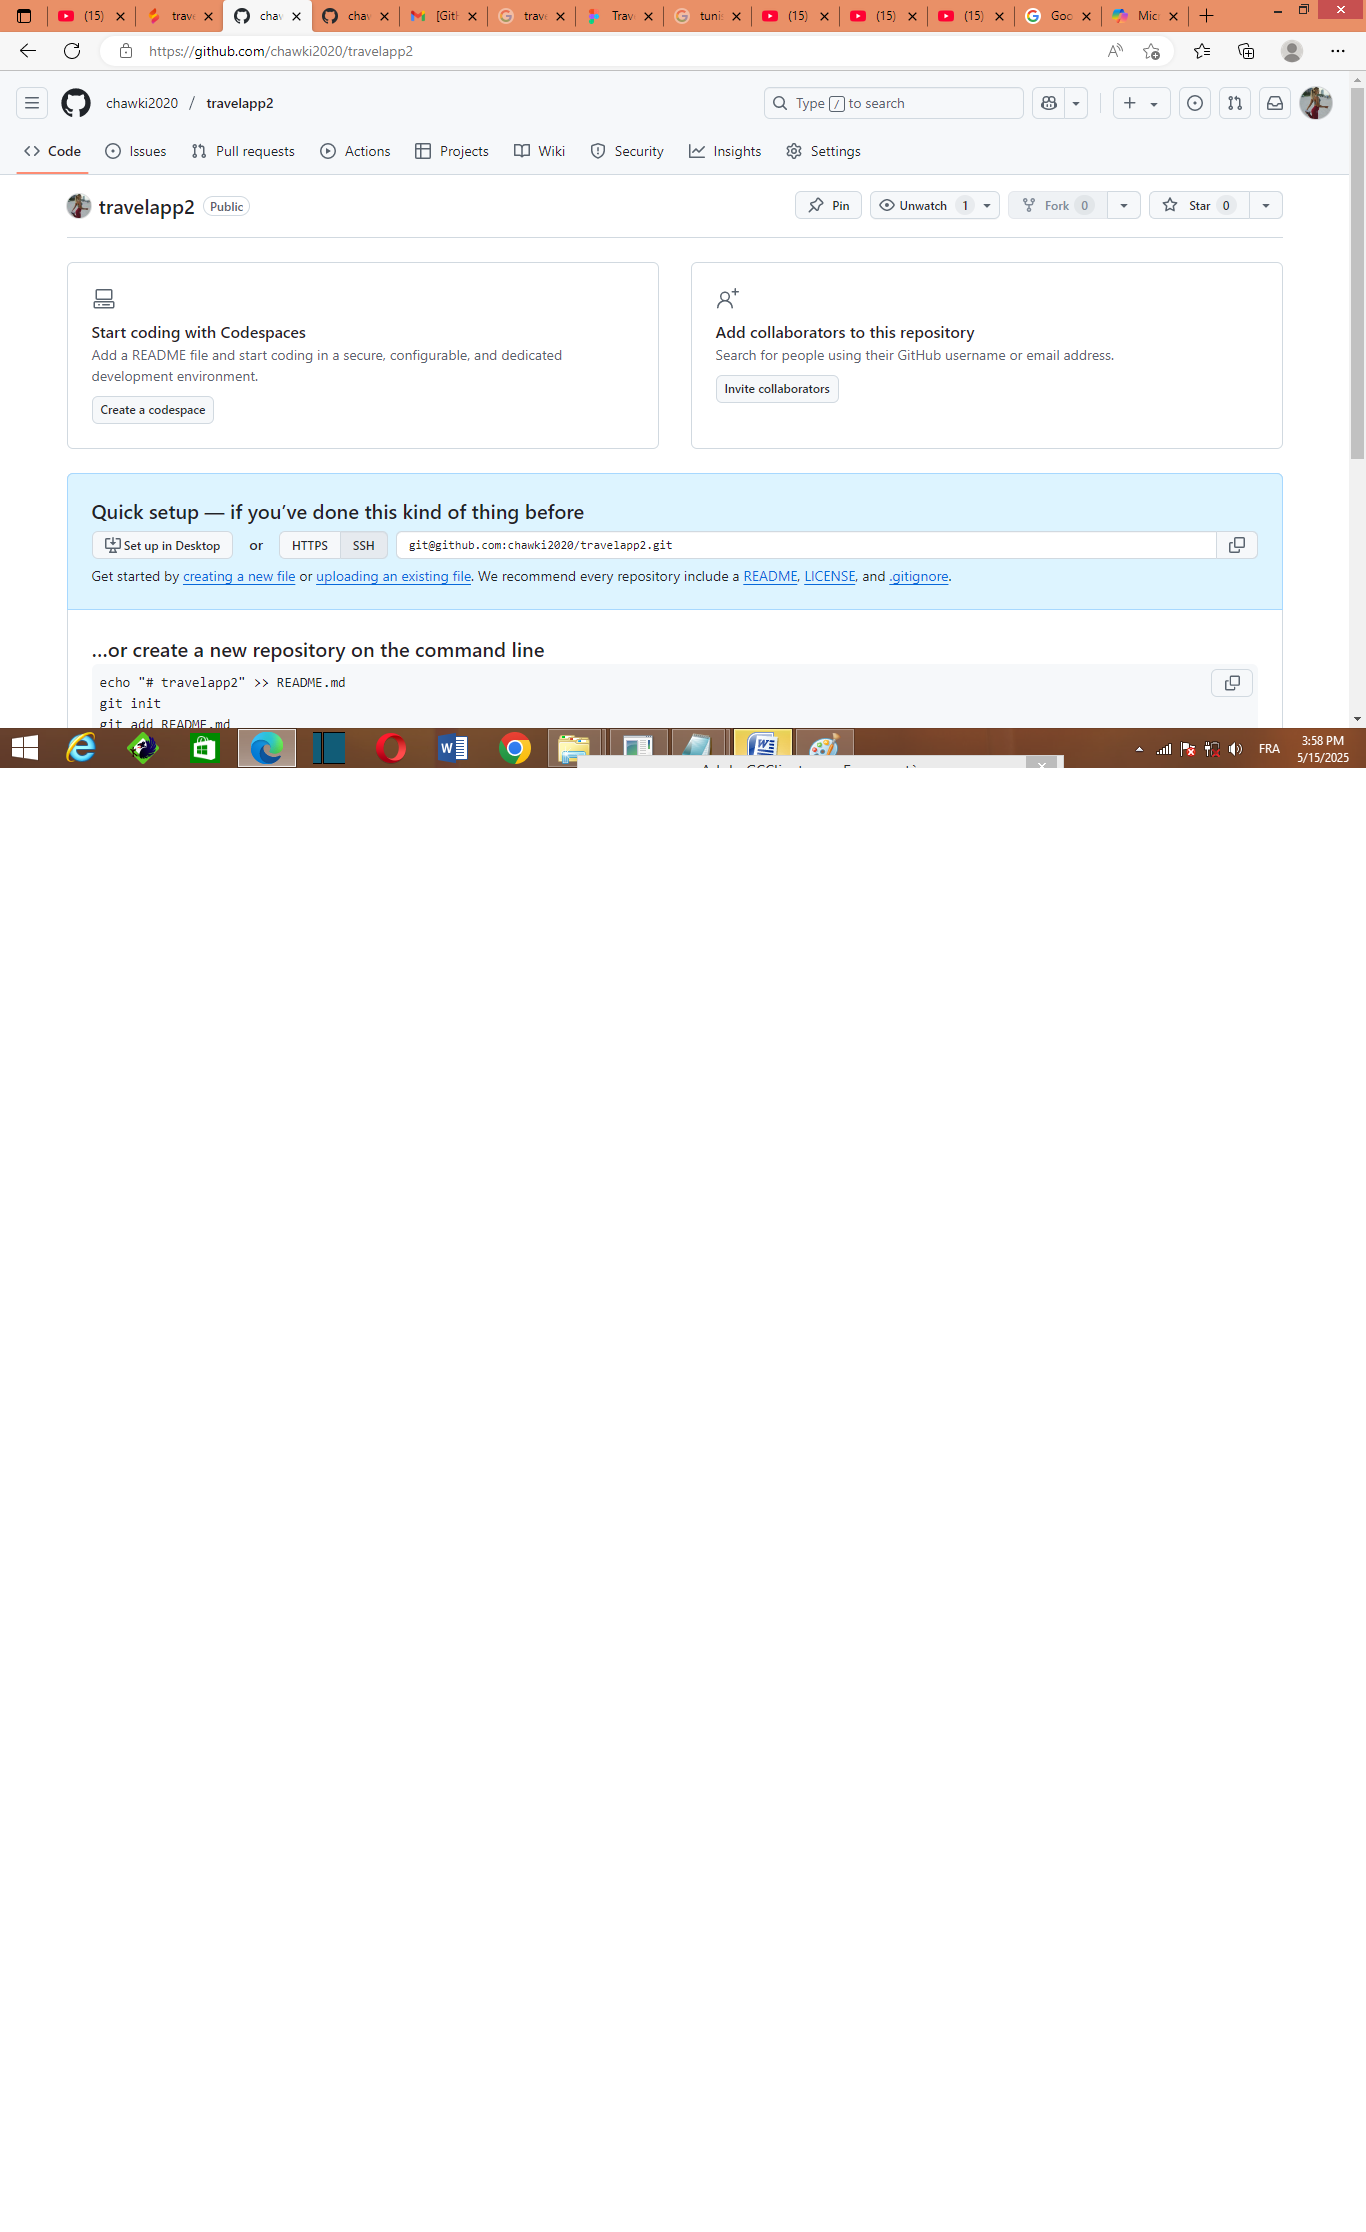 (15)
trave
chaw
chaw
[Gith
trave
Trav
tunis
(15)
(15)
(15)
Goo
Micr
https://github.com/chawki2020/travelapp2
chawki2020 / travelapp2
Type / to search
Code
Issues
Pull requests
Actions
Projects
Wiki
Security
Insights
Settings
travelapp2 Public
Pin
Unwatch 1
Fork 0
Star 0
Start coding with Codespaces
Add a README file and start coding in a secure, configurable, and dedicated
development environment.
Create a codespace
Add collaborators to this repository
Search for people using their GitHub username or email address.
Invite collaborators
Quick setup — if you've done this kind of thing before
Set up in Desktop or HTTPS SSH git@github.com:chawki2020/travelapp2.git
Get started by creating a new file or uploading an existing file. We recommend every repository include a README, LICENSE, and .gitignore.
...or create a new repository on the command line
echo "# travelapp2" >> README.md
git init
git add README.md
FRA
3:58 PM
5/15/2025